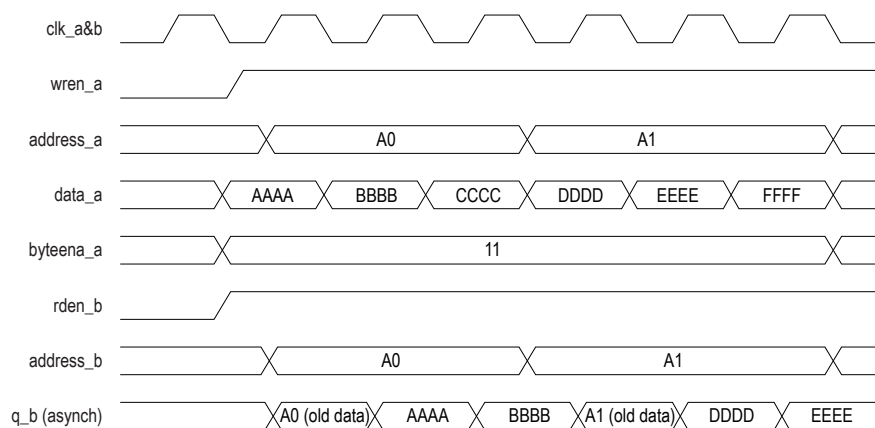 clk_a&b
wren_a
address_a A0 A1
data_a AAAA BBBB CCCC DDDD EEEE FFFF
byteena_a 11
rden_b
address_b A0 A1
q_b (asynch) A0 (old data) AAAA BBBB A1 (old data) DDDD EEEE